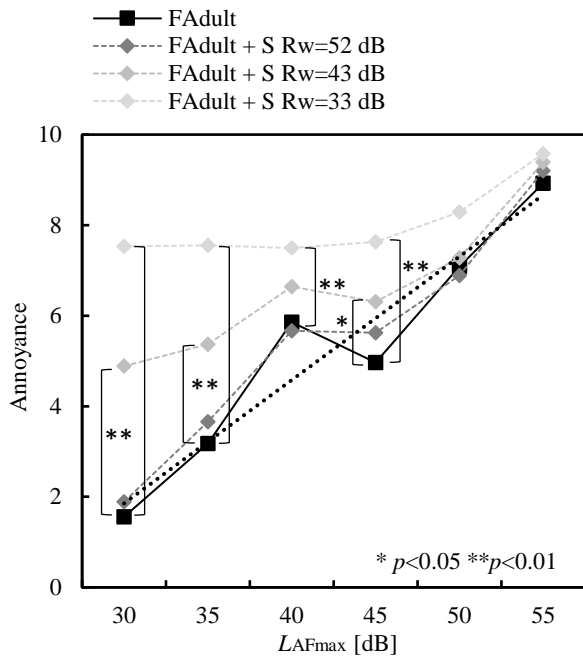 FAdult
FAdult + S Rw=52 dB
FAdult + S Rw=43 dB
FAdult + S Rw=33 dB
10
8
6
4
2
0
Annoyance
**
**
**
*
**
* p<0.05 **p<0.01
30 35 40 45 50 55
LAFmax [dB]